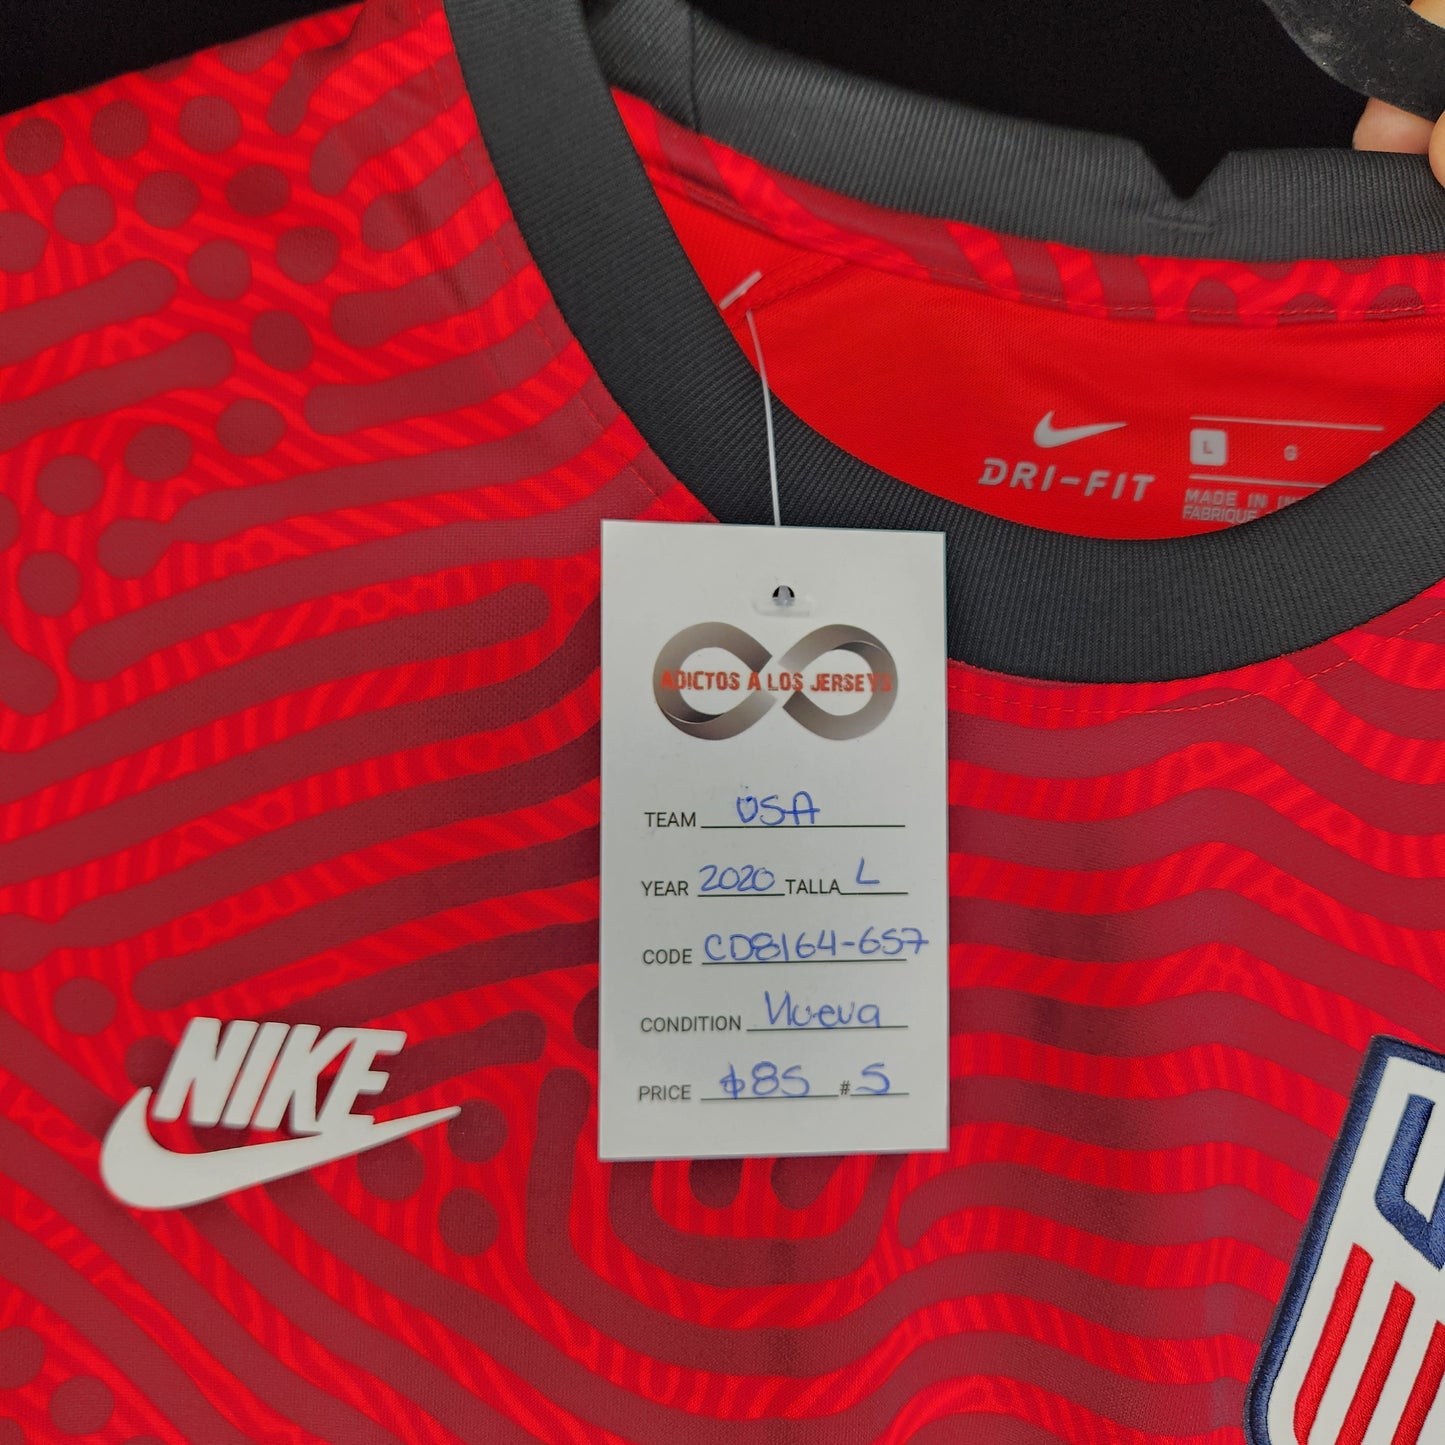 DRI-FIT
L G
MADE IN
FABRIQUE
ADICTOS A LOS JERSEYS
TEAM USA
YEAR 2020 TALLA L
CODE CD8164-657
CONDITION Nueva
PRICE $85 # 5
NIKE